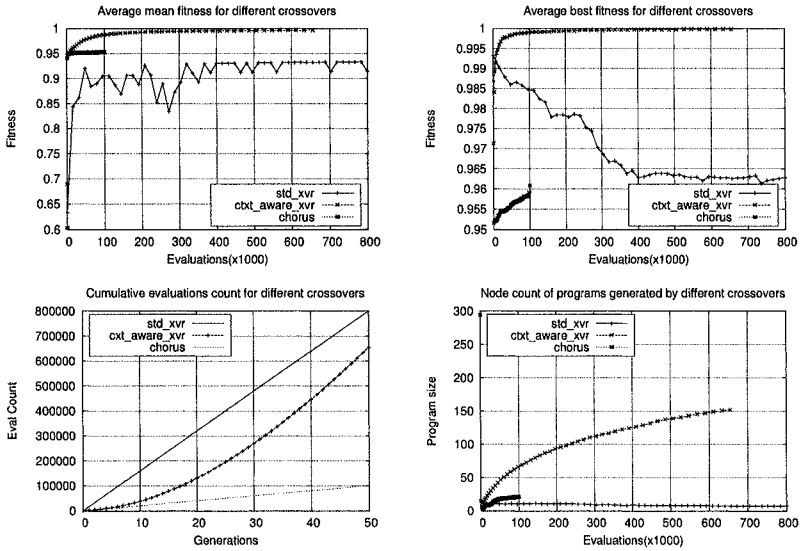 Average mean fitness for different crossovers
1
0.95
0.9
0.85
0.8
0.75
0.7
0.65
0.6
Fitness
std_xvr
ctxt_aware_xvr
chorus
0 100 200 300 400 500 600 700 800
Evaluations(x1000)
Average best fitness for different crossovers
1
0.995
0.99
0.985
0.98
0.975
0.97
0.965
0.96
0.955
0.95
Fitness
std_xvr
ctxt_aware_xvr
chorus
0 100 200 300 400 500 600 700 800
Evaluations(x1000)
Cumulative evaluations count for different crossovers
800000
700000
600000
500000
400000
300000
200000
100000
0
Eval Count
std_xvr
cxt_aware_xvr
chorus
0 10 20 30 40 50
Generations
Node count of programs generated by different crossovers
300
250
200
150
100
50
0
Program size
std_xvr
ctxt_aware_xvr
chorus
0 100 200 300 400 500 600 700 800
Evaluations(x1000)